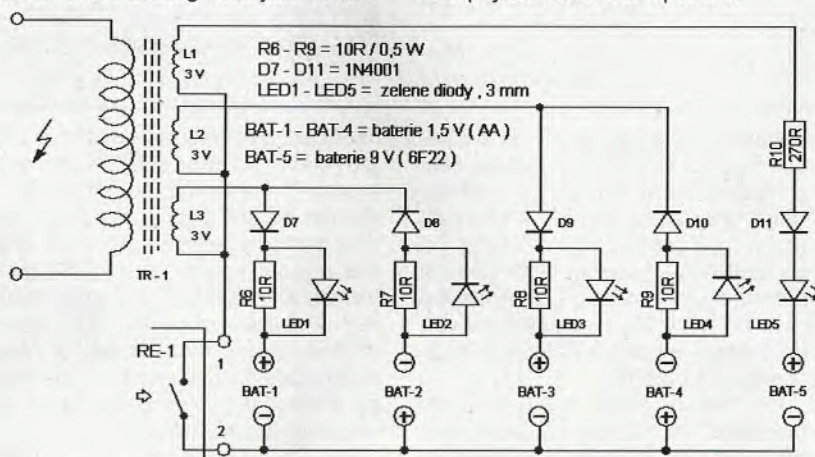 L1
3 V
R6 - R9 = 10R / 0,5 W
D7 - D11 = 1N4001
LED1 - LED5 = zelene diody , 3 mm
L2
3 V
BAT-1 - BAT-4 = baterie 1,5 V ( AA )
BAT-5 = baterie 9 V ( 6F22 )
R10
270R
L3
3 V
TR - 1
D7
D8
D9
D10
D11
R6
10R
R7
10R
R8
10R
R9
10R
LED1
LED2
LED3
LED4
LED5
RE-1
1
2
BAT-1
BAT-2
BAT-3
BAT-4
BAT-5